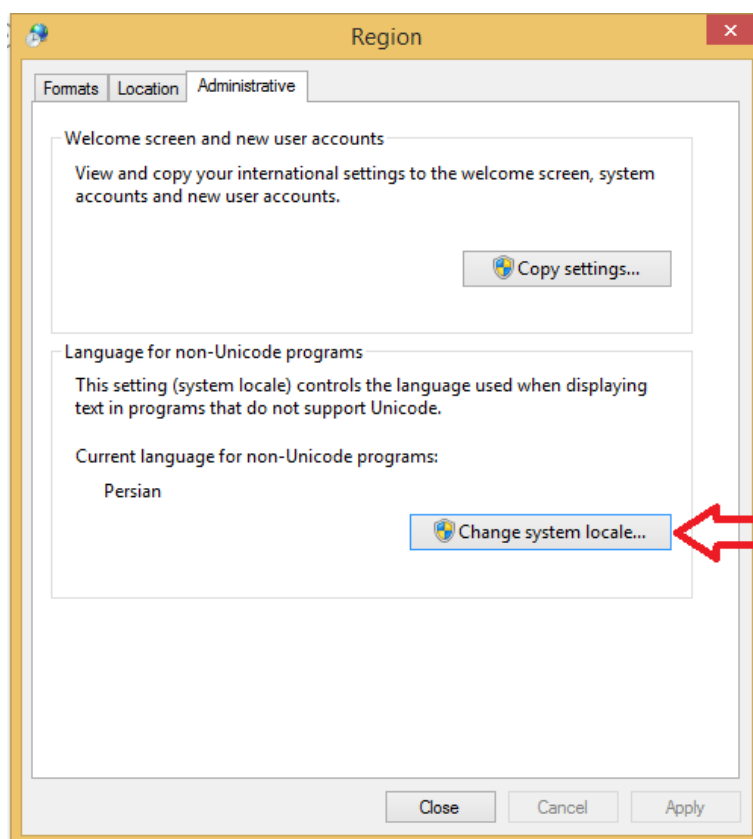 Region
Formats
Location
Administrative
Welcome screen and new user accounts
View and copy your international settings to the welcome screen, system
accounts and new user accounts.
Copy settings...
Language for non-Unicode programs
This setting (system locale) controls the language used when displaying
text in programs that do not support Unicode.
Current language for non-Unicode programs:
Persian
Change system locale...
Close
Cancel
Apply